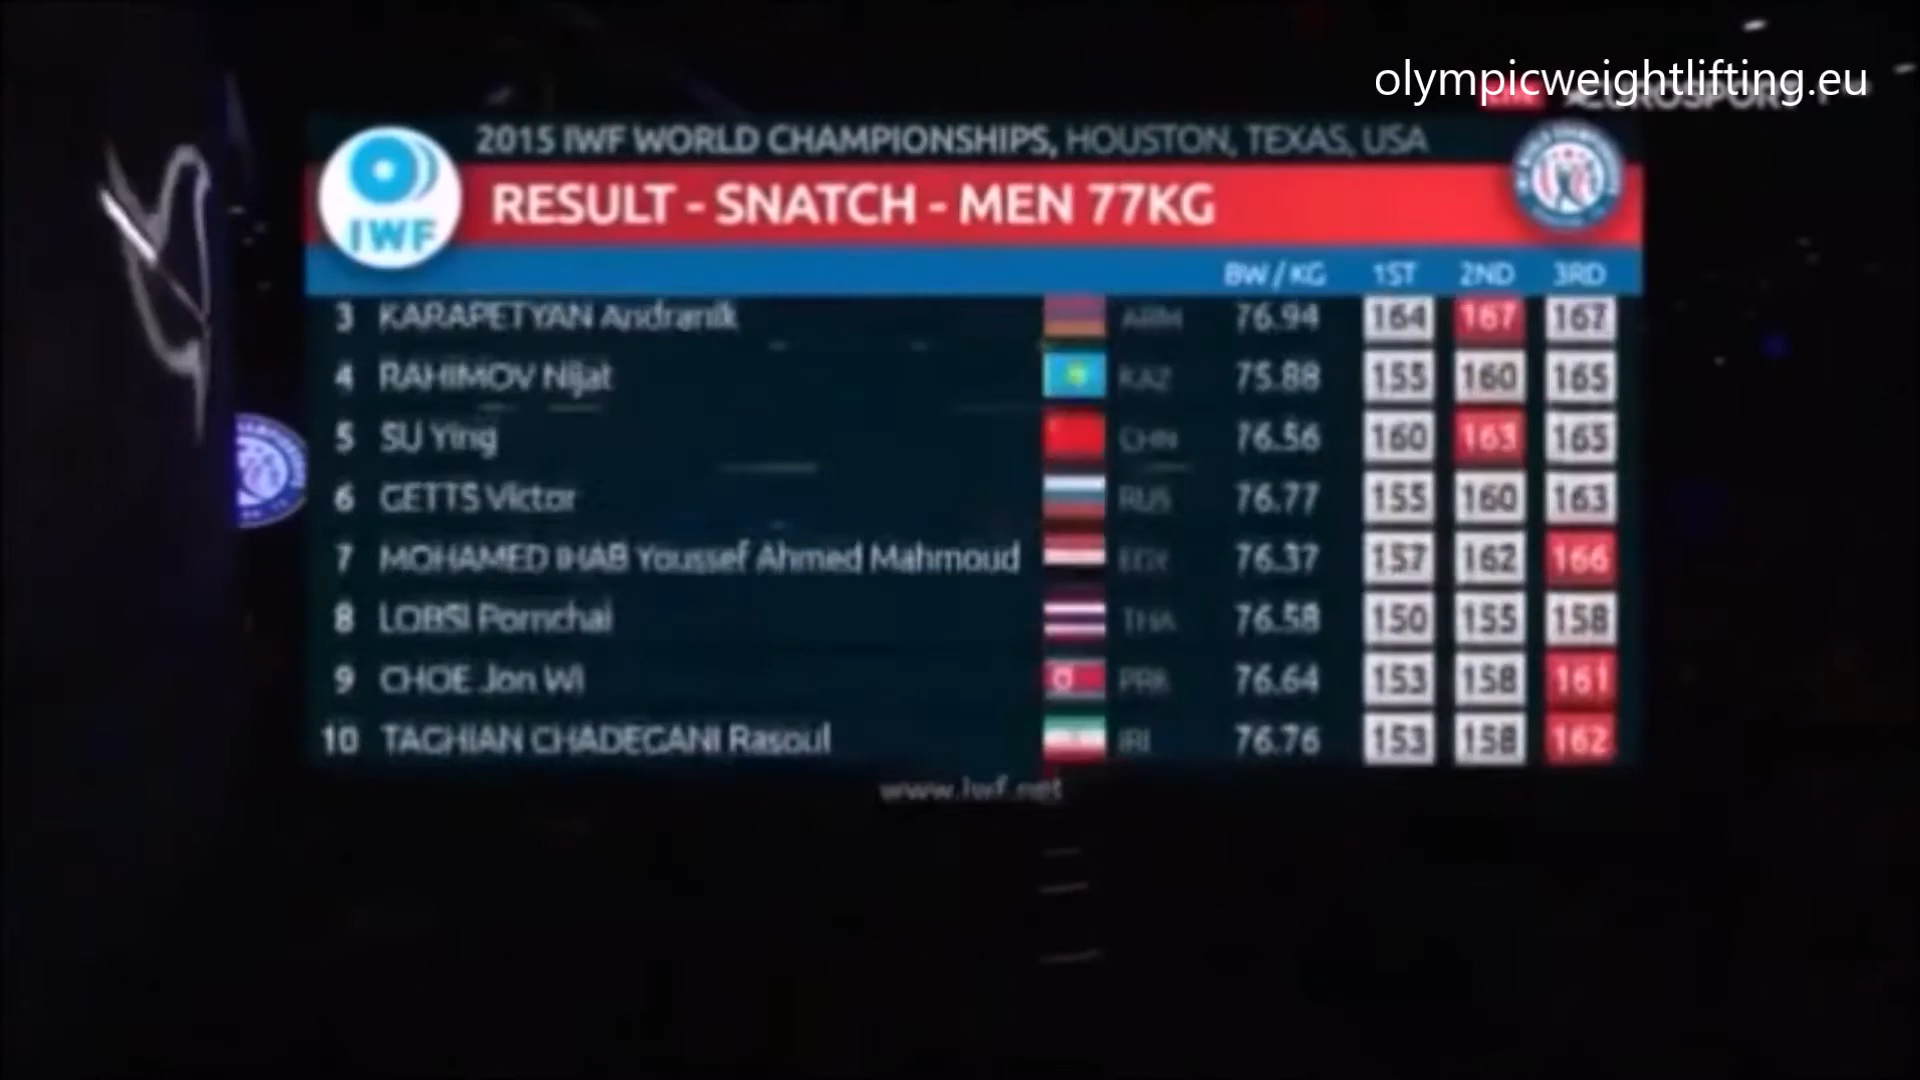 olympicweightlifting.eu
2015 IWF WORLD CHAMPIONSHIPS, HOUSTON, TEXAS, USA
IWF
RESULT - SNATCH - MEN 77KG
BW / KG 1ST 2ND 3RD
3 KARAPETYAN Andranik ARM 76.94 164 167 167
4 RAHIMOV Nijat KAZ 75.88 155 160 165
5 SU Ying CHN 76.56 160 163 165
6 GETTS Victor RUS 76.77 155 160 163
7 MOHAMED IHAB Youssef Ahmed Mahmoud EGY 76.37 157 162 166
8 LOBSI Pornchai THA 76.58 150 155 158
9 CHOE Jon Wi PRK 76.64 153 158 161
10 TAGHIAN CHADEGANI Rasoul IRI 76.76 153 158 162
www.iwf.net